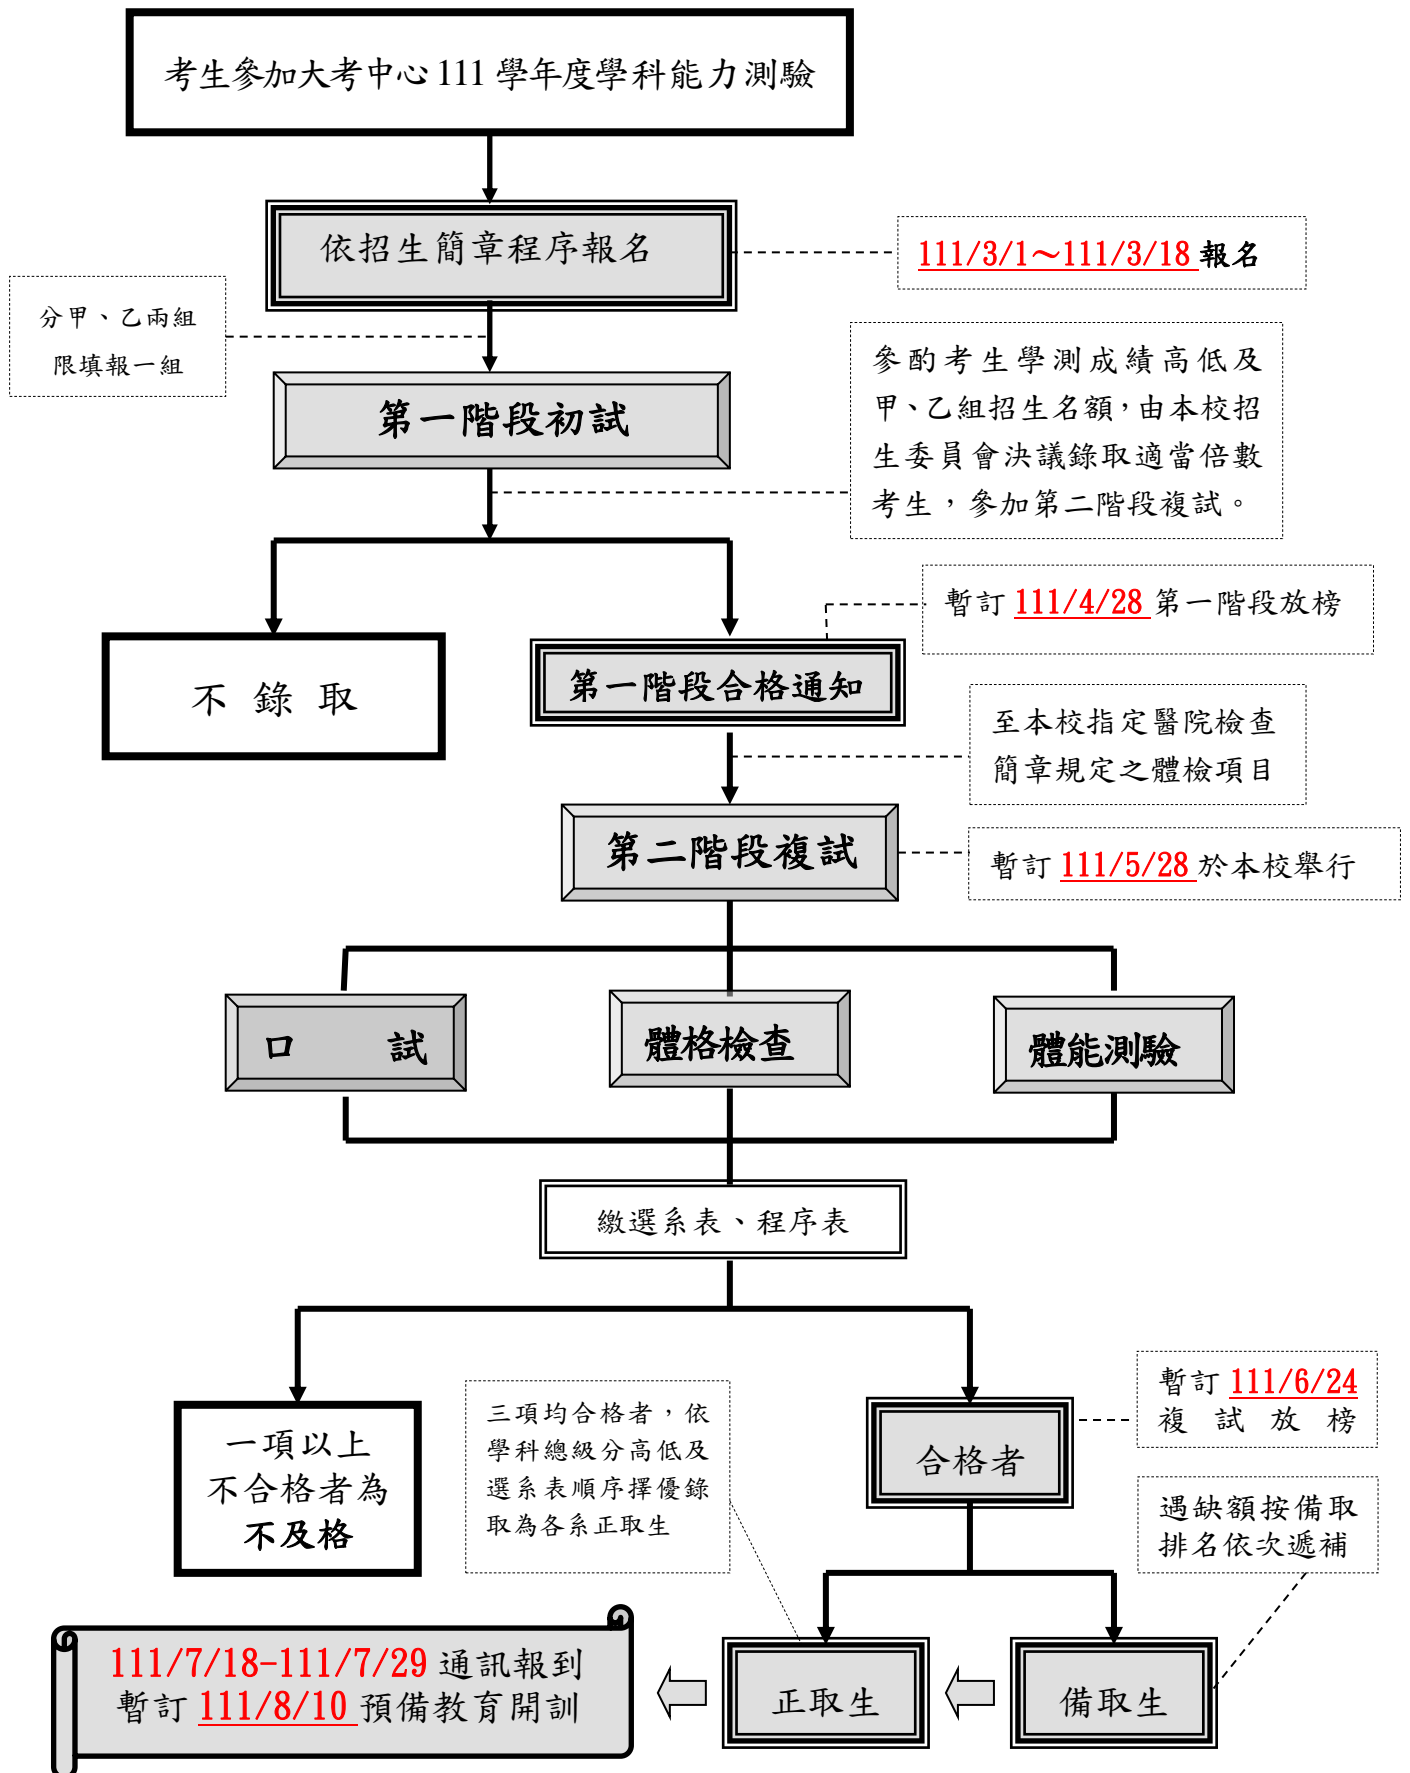 考生參加大考中心 111 學年度學科能力測驗
依招生簡章程序報名
111/3/1～111/3/18 報名
分甲、乙兩組
限填報一組
第一階段初試
參酌考生學測成績高低及
甲、乙組招生名額，由本校招
生委員會決議錄取適當倍數
考生，參加第二階段複試。
不 錄 取
暫訂 111/4/28 第一階段放榜
第一階段合格通知
至本校指定醫院檢查
簡章規定之體檢項目
第二階段複試
暫訂 111/5/28 於本校舉行
口 試
體格檢查
體能測驗
繳選系表、程序表
一項以上
不合格者為
不及格
三項均合格者，依
學科總級分高低及
選系表順序擇優錄
取為各系正取生
合格者
暫訂 111/6/24
複 試 放 榜
遇缺額按備取
排名依次遞補
111/7/18-111/7/29 通訊報到
暫訂 111/8/10 預備教育開訓
正取生
備取生